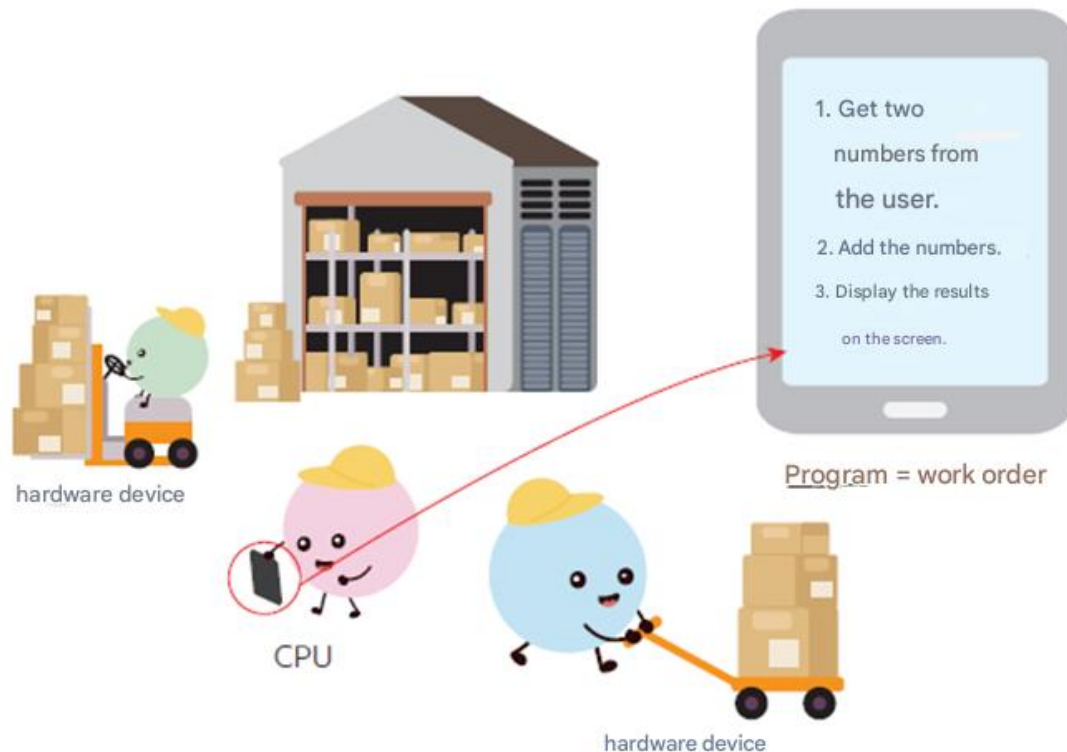 1. Get two
numbers from
the user.
2. Add the numbers.
3. Display the results
on the screen.
Program = work order
hardware device
CPU
hardware device